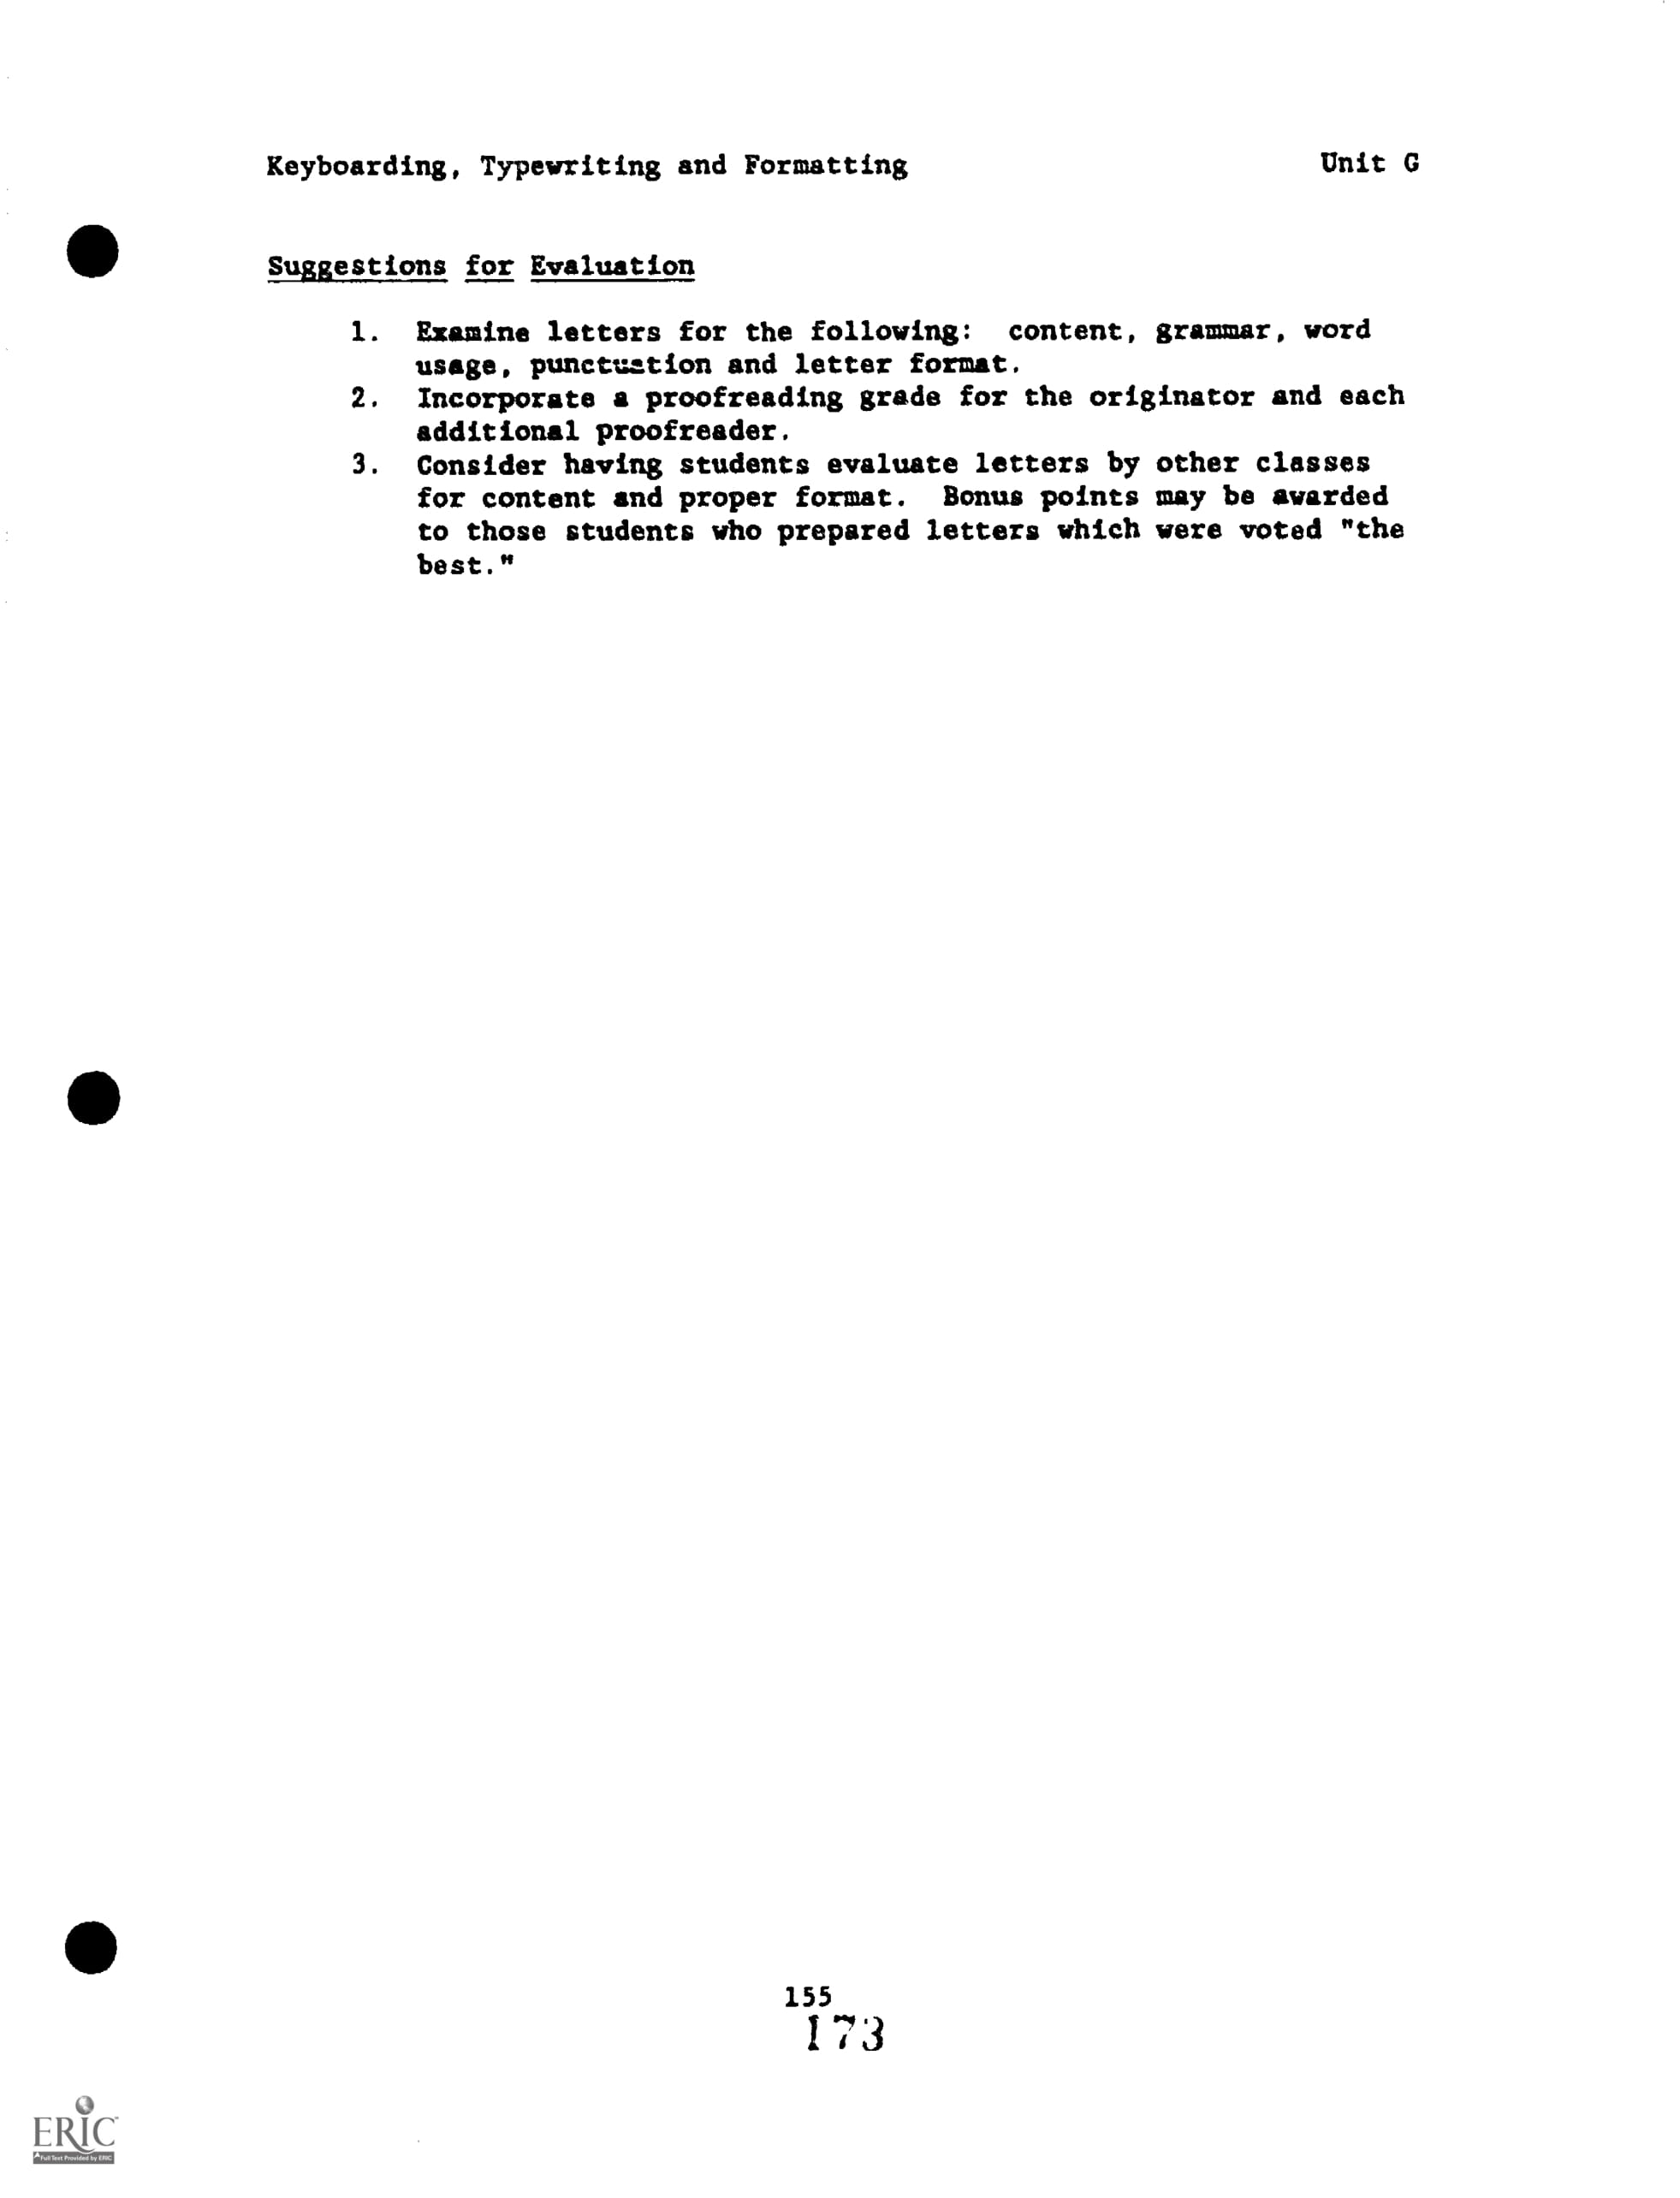 Keyboarding, Typewriting and Formatting Unit G
Suggestions for Evaluation
1. Examine letters for the following: content, grammar, word
usage, punctuation and letter format.
2. Incorporate a proofreading grade for the originator and each
additional proofreader.
3. Consider having students evaluate letters by other classes
for content and proper format. Bonus points may be awarded
to those students who prepared letters which were voted "the
best."
155
173
ERIC
Full Text Provided by ERIC